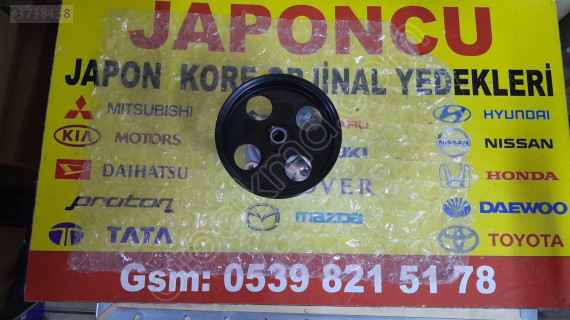 #3738438
JAPONCU
JAPON KORE ORJİNAL YEDEKLERİ
MITSUBISHI
HYUNDAI
KIA MOTORS
NISSAN
DAIHATSU
HONDA
proton
mazda
DAEWOO
TATA
TOYOTA
Gsm: 0539 821 51 78